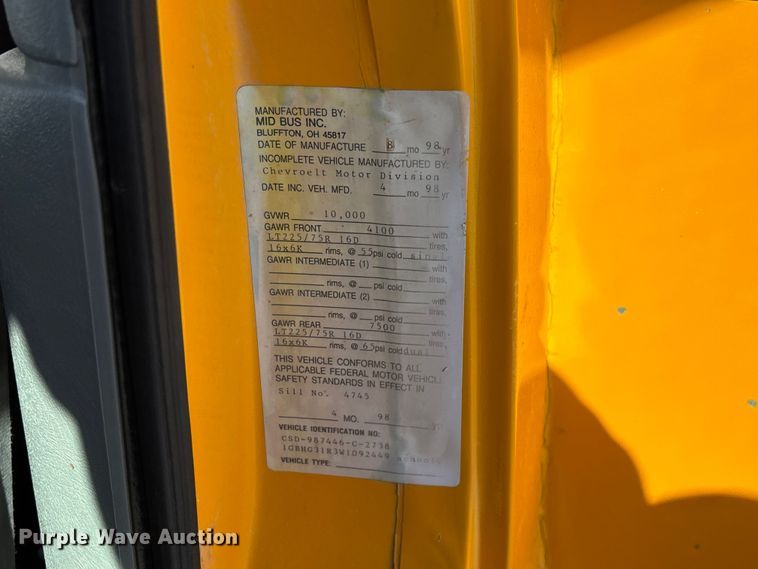 MANUFACTURED BY:
MID BUS INC.
BLUFFTON, OH 45817
DATE OF MANUFACTURE 8 mo 98 yr
INCOMPLETE VEHICLE MANUFACTURED BY:
Chevroelt Motor Division
DATE INC. VEH. MFD. 4 mo 98 yr
GVWR 10,000
GAWR FRONT 4100 with
LT225/75R 16D tires,
16x6K rims, @ 55psi cold
GAWR INTERMEDIATE (1) with
tires,
rims, @ psi cold
GAWR INTERMEDIATE (2) with
tires,
rims, @ psi cold
GAWR REAR 7500 with
LT225/75R 16D tires,
16x6K rims, @ 65psi cold dual
THIS VEHICLE CONFORMS TO ALL
APPLICABLE FEDERAL MOTOR VEHICLE
SAFETY STANDARDS IN EFFECT IN
Sill No. 4745
4 MO. 98
VEHICLE IDENTIFICATION NO:
CSD-987446-C-2738
1GBHG31R3W1092449
VEHICLE TYPE:
Purple Wave Auction